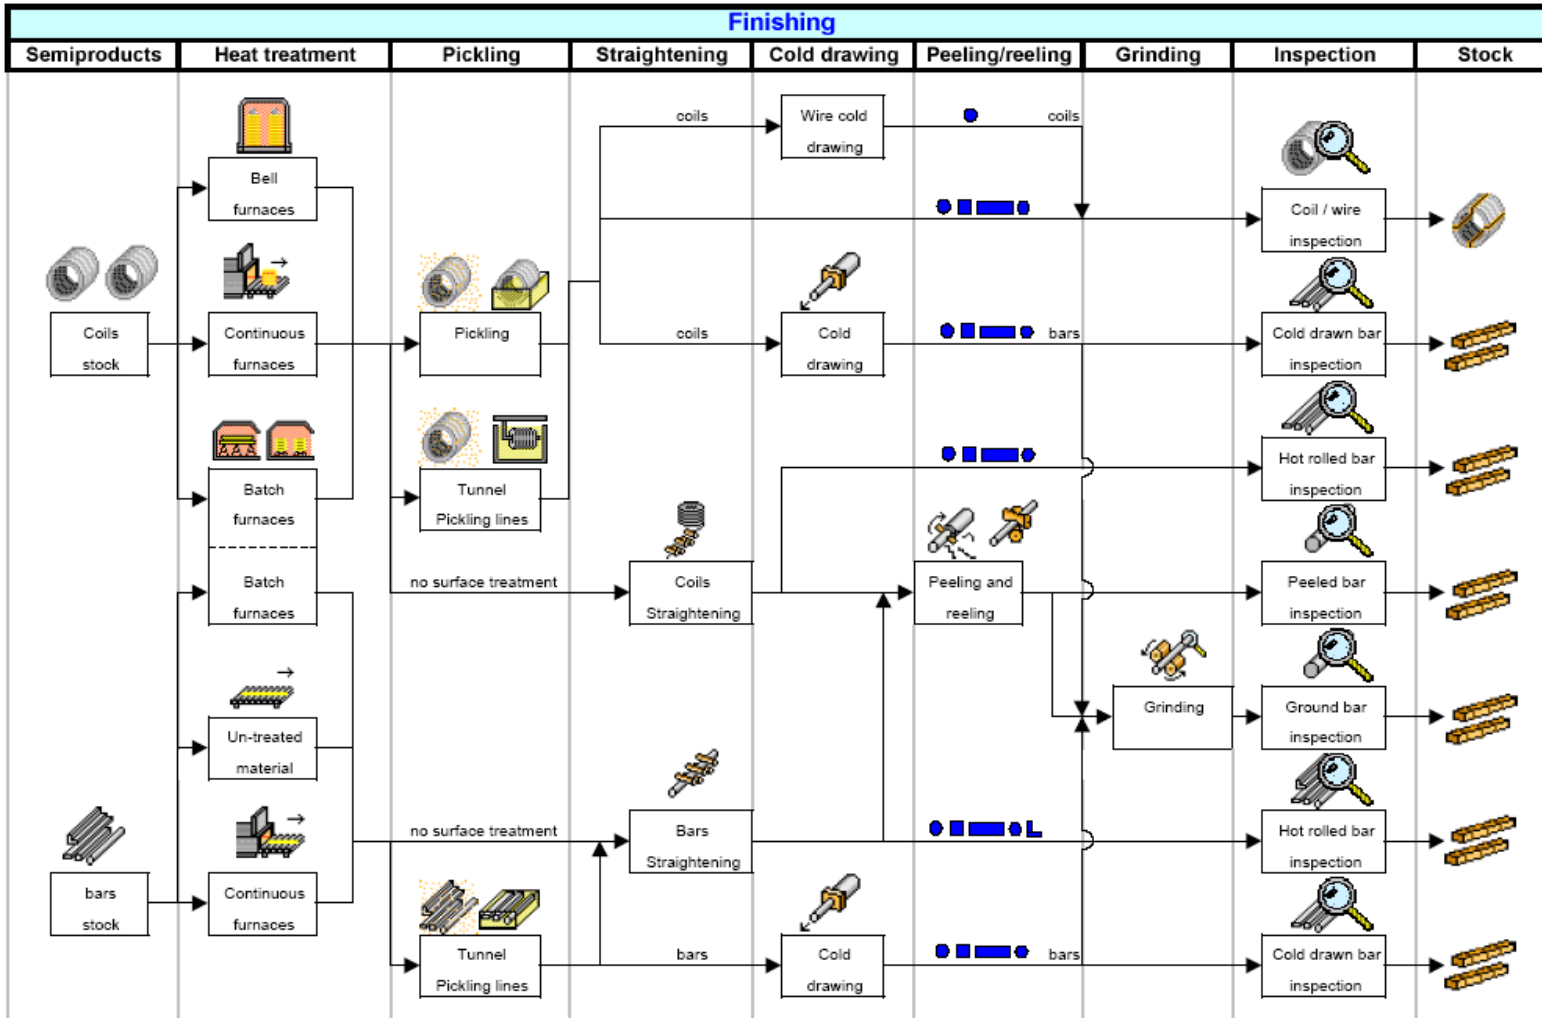 Finishing
Semiproducts
Heat treatment
Pickling
Straightening
Cold drawing
Peeling/reeling
Grinding
Inspection
Stock
coils
Wire cold
drawing
coils
Bell
furnaces
Coil / wire
inspection
Coils
stock
Continuous
furnaces
Pickling
coils
Cold
drawing
bars
Cold drawn bar
inspection
Batch
furnaces
Tunnel
Pickling lines
Hot rolled bar
inspection
Batch
furnaces
no surface treatment
Coils
Straightening
Peeling and
reeling
Peeled bar
inspection
Un-treated
material
Grinding
Ground bar
inspection
no surface treatment
Bars
Straightening
Hot rolled bar
inspection
bars
stock
Continuous
furnaces
Tunnel
Pickling lines
bars
Cold
drawing
bars
Cold drawn bar
inspection